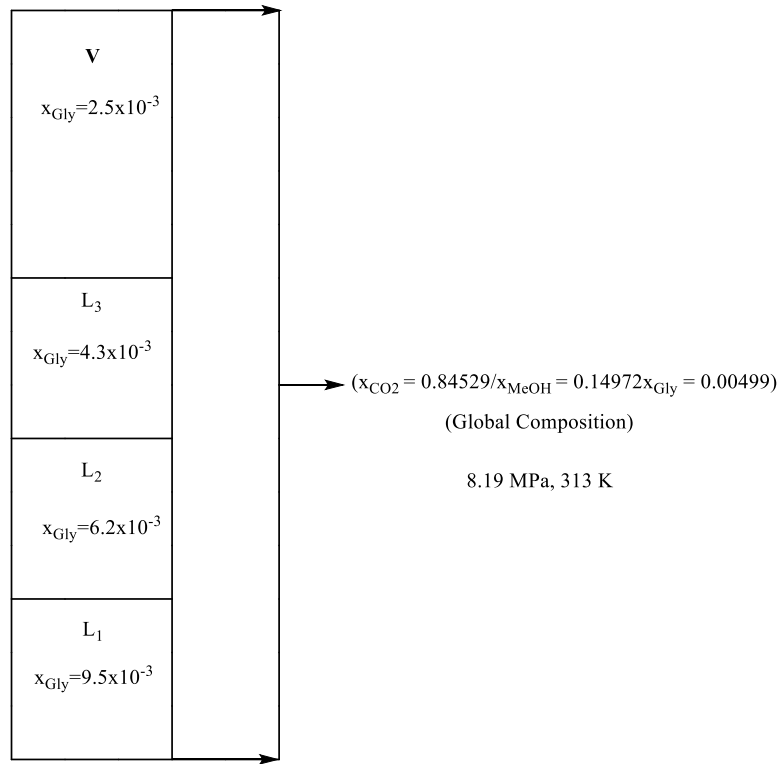 V
x_Gly=2.5x10^-3
L_3
x_Gly=4.3x10^-3
(x_CO2 = 0.84529/x_MeOH = 0.14972x_Gly = 0.00499)
(Global Composition)
L_2
8.19 MPa, 313 K
x_Gly=6.2x10^-3
L_1
x_Gly=9.5x10^-3